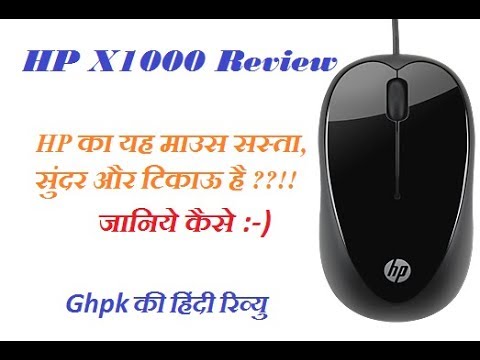 HP X1000 Review
HP का यह माउस सस्ता,
सुंदर और टिकाऊ है ??!!
जानिये कैसे :-)
Ghpk की हिंदी रिव्यु
hp